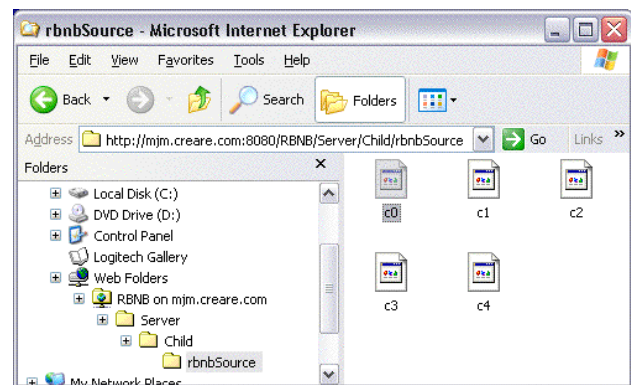 rbnbSource - Microsoft Internet Explorer
File Edit View Favorites Tools Help
Back Search Folders
Address http://mjm.creare.com:8080/RBNB/Server/Child/rbnbSource Go Links »
Folders
Local Disk (C:)
DVD Drive (D:)
Control Panel
Logitech Gallery
Web Folders
RBNB on mjm.creare.com
Server
Child
rbnbSource
My Network Places
c0 c1 c2
c3 c4